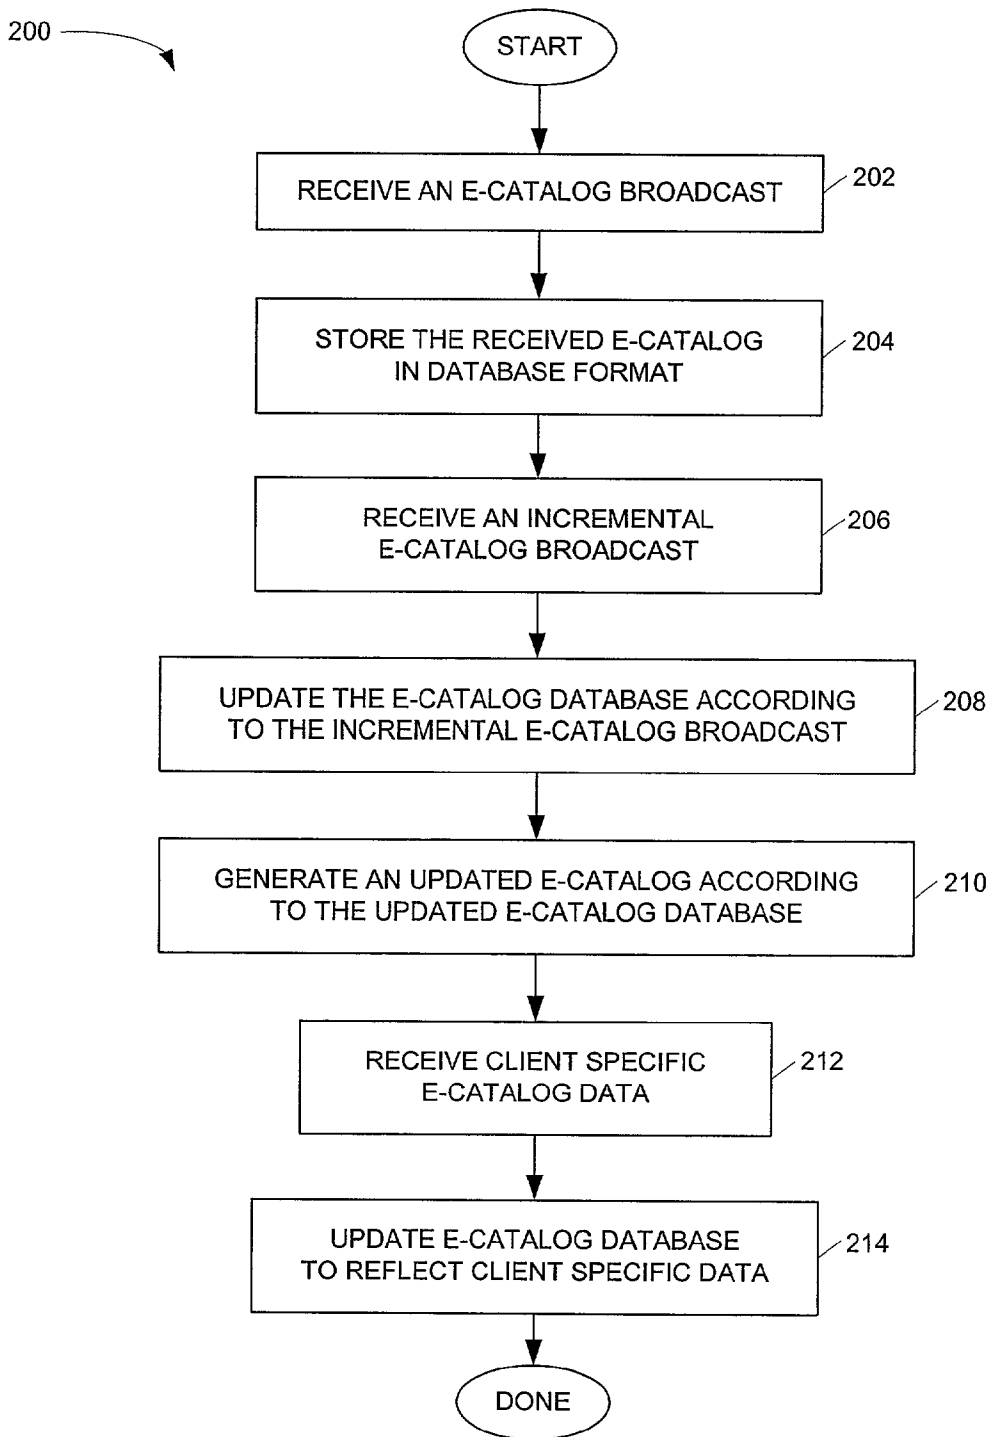 200
START
RECEIVE AN E-CATALOG BROADCAST
202
STORE THE RECEIVED E-CATALOG
IN DATABASE FORMAT
204
RECEIVE AN INCREMENTAL
E-CATALOG BROADCAST
206
UPDATE THE E-CATALOG DATABASE ACCORDING
TO THE INCREMENTAL E-CATALOG BROADCAST
208
GENERATE AN UPDATED E-CATALOG ACCORDING
TO THE UPDATED E-CATALOG DATABASE
210
RECEIVE CLIENT SPECIFIC
E-CATALOG DATA
212
UPDATE E-CATALOG DATABASE
TO REFLECT CLIENT SPECIFIC DATA
214
DONE